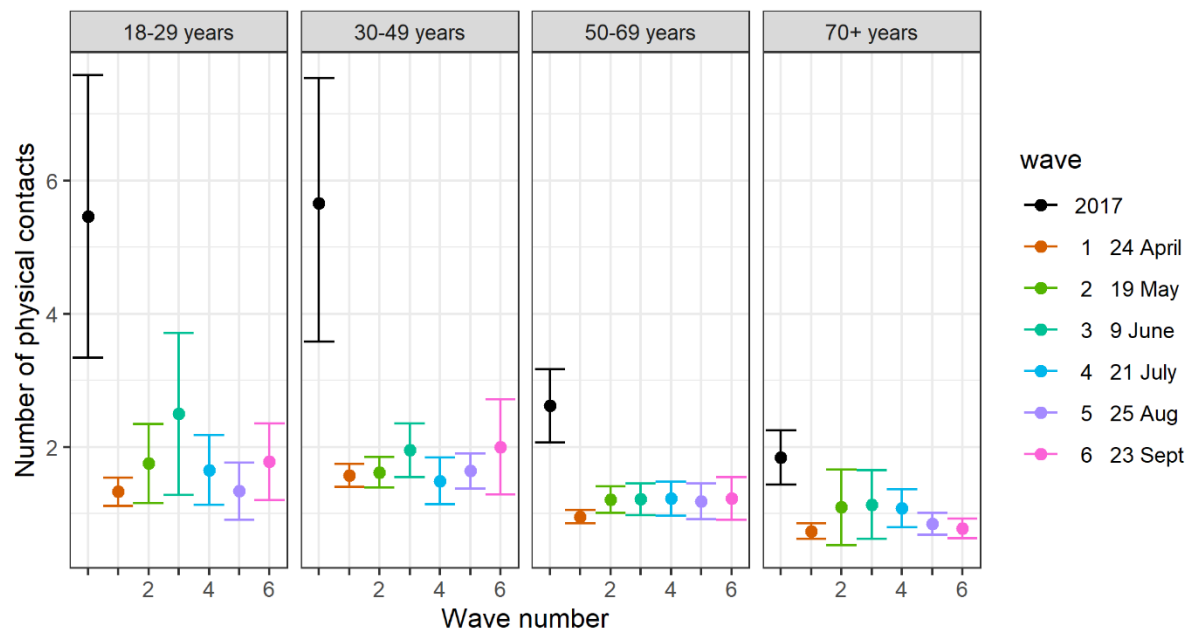 18-29 years
30-49 years
50-69 years
70+ years
Number of physical contacts
6
4
2
2 4 6
2 4 6
2 4 6
2 4 6
Wave number
wave
2017
1 24 April
2 19 May
3 9 June
4 21 July
5 25 Aug
6 23 Sept